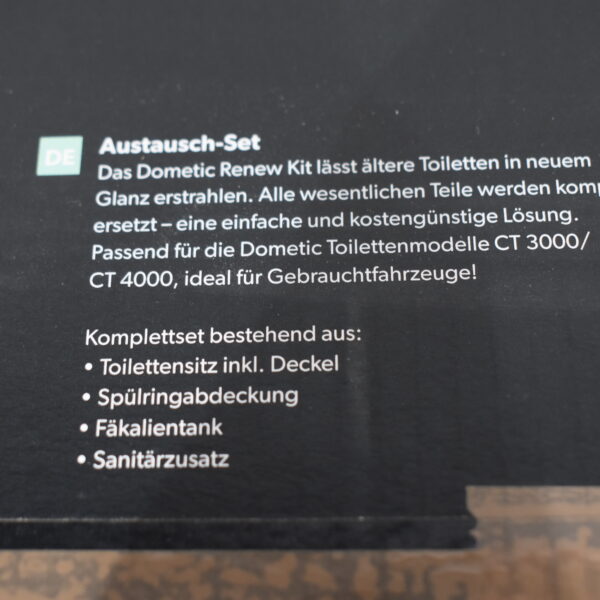 DE
Austausch-Set
Das Dometic Renew Kit lässt ältere Toiletten in neuem
Glanz erstrahlen. Alle wesentlichen Teile werden
ersetzt – eine einfache und kostengünstige Lösung.
Passend für die Dometic Toilettenmodelle CT 3000/
CT 4000, ideal für Gebrauchtfahrzeuge!
Komplettset bestehend aus:
• Toilettensitz inkl. Deckel
• Spülringabdeckung
• Fäkalientank
• Sanitärzusatz